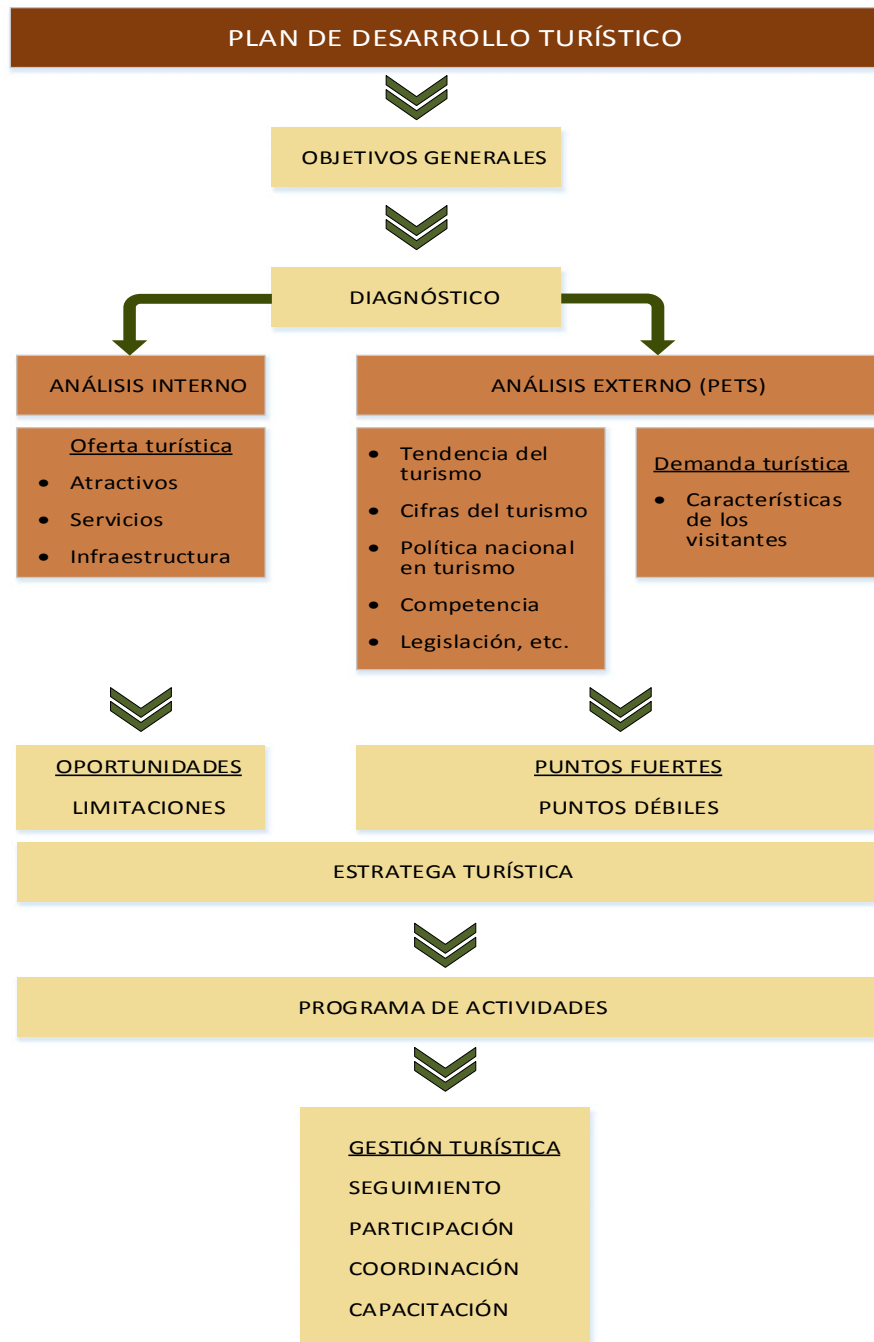 PLAN DE DESARROLLO TURÍSTICO
OBJETIVOS GENERALES
DIAGNÓSTICO
ANÁLISIS INTERNO
ANÁLISIS EXTERNO (PETS)
Oferta turística
• Atractivos
• Servicios
• Infraestructura
• Tendencia del
turismo
• Cifras del turismo
• Política nacional
en turismo
• Competencia
• Legislación, etc.
Demanda turística
• Características
de los
visitantes
OPORTUNIDADES
LIMITACIONES
PUNTOS FUERTES
PUNTOS DÉBILES
ESTRATEGA TURÍSTICA
PROGRAMA DE ACTIVIDADES
GESTIÓN TURÍSTICA
SEGUIMIENTO
PARTICIPACIÓN
COORDINACIÓN
CAPACITACIÓN